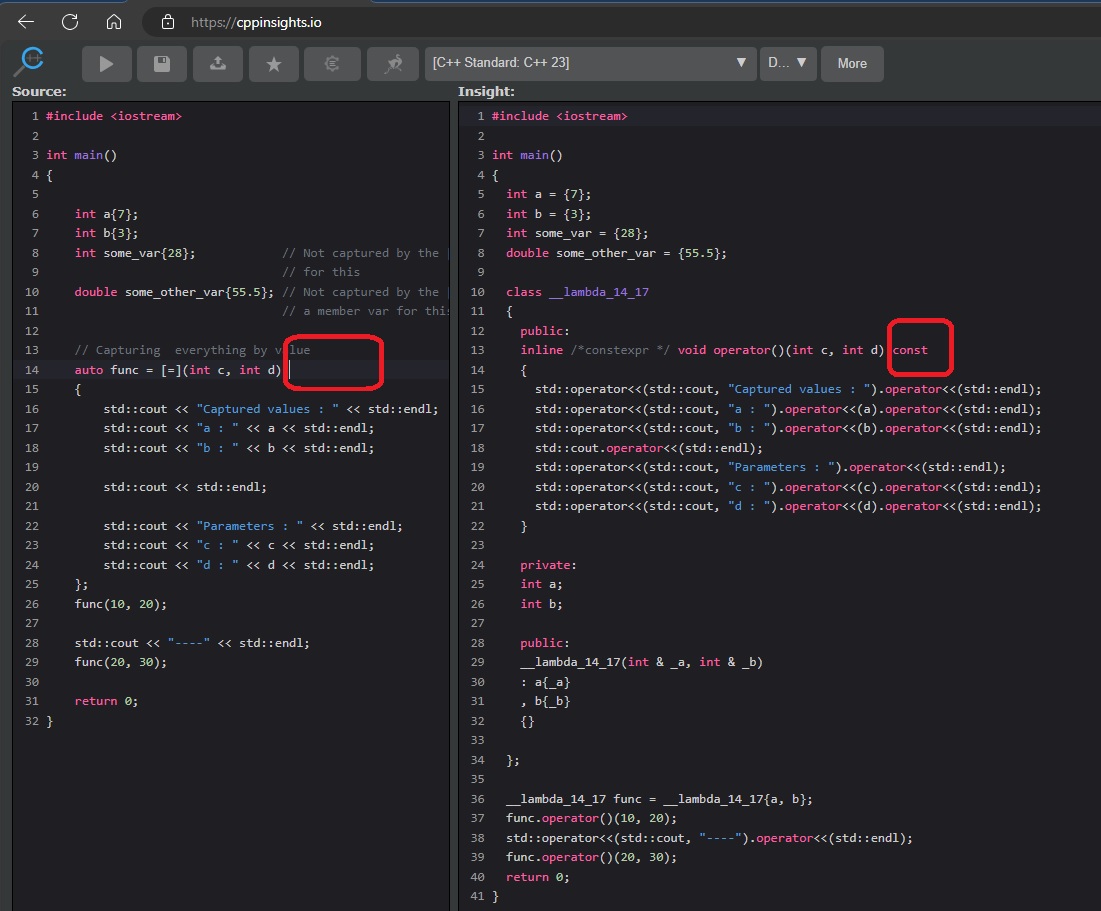 https://cppinsights.io
[C++ Standard: C++ 23] ▼
D... ▼
More
Source:
1 #include <iostream>
2
3 int main()
4 {
5
6     int a{7};
7     int b{3};
8     int some_var{28};            // Not captured by the
9                                  // for this
10     double some_other_var{55.5}; // Not captured by the
11                                  // a member var for this
12
13     // Capturing  everything by value
14     auto func = [=](int c, int d)
15     {
16         std::cout << "Captured values : " << std::endl;
17         std::cout << "a : " << a << std::endl;
18         std::cout << "b : " << b << std::endl;
19
20         std::cout << std::endl;
21
22         std::cout << "Parameters : " << std::endl;
23         std::cout << "c : " << c << std::endl;
24         std::cout << "d : " << d << std::endl;
25     };
26     func(10, 20);
27
28     std::cout << "----" << std::endl;
29     func(20, 30);
30
31     return 0;
32 }
Insight:
1 #include <iostream>
2
3 int main()
4 {
5   int a = {7};
6   int b = {3};
7   int some_var = {28};
8   double some_other_var = {55.5};
9
10   class __lambda_14_17
11   {
12     public:
13     inline /*constexpr */ void operator()(int c, int d) const
14     {
15       std::operator<<(std::cout, "Captured values : ").operator<<(std::endl);
16       std::operator<<(std::cout, "a : ").operator<<(a).operator<<(std::endl);
17       std::operator<<(std::cout, "b : ").operator<<(b).operator<<(std::endl);
18       std::cout.operator<<(std::endl);
19       std::operator<<(std::cout, "Parameters : ").operator<<(std::endl);
20       std::operator<<(std::cout, "c : ").operator<<(c).operator<<(std::endl);
21       std::operator<<(std::cout, "d : ").operator<<(d).operator<<(std::endl);
22     }
23
24     private:
25     int a;
26     int b;
27
28     public:
29     __lambda_14_17(int & _a, int & _b)
30     : a{_a}
31     , b{_b}
32     {}
33
34   };
35
36   __lambda_14_17 func = __lambda_14_17{a, b};
37   func.operator()(10, 20);
38   std::operator<<(std::cout, "----").operator<<(std::endl);
39   func.operator()(20, 30);
40   return 0;
41 }